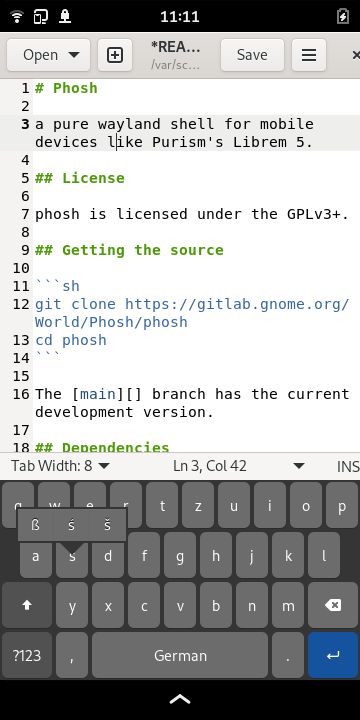 11:11
Open
*REA...
/var/sc...
Save
1 # Phosh
2
3 a pure wayland shell for mobile
devices like Purism's Librem 5.
4
5 ## License
6
7 phosh is licensed under the GPLv3+.
8
9 ## Getting the source
10
11 ```sh
12 git clone https://gitlab.gnome.org/
World/Phosh/phosh
13 cd phosh
14 ```
15
16 The [main][] branch has the current
development version.
17
18 ## Dependencies
Tab Width: 8
Ln 3, Col 42
INS
q w e r t z u i o p
ß ś š
a s d f g h j k l
y x c v b n m
?123 , German .